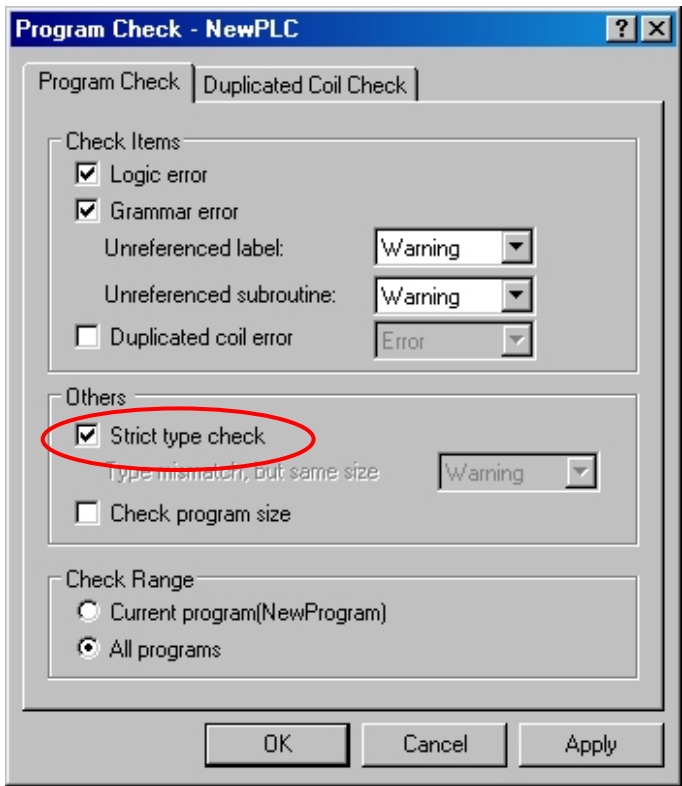 Program Check - NewPLC
Program Check Duplicated Coil Check
Check Items
Logic error
Grammar error
Unreferenced label: Warning
Unreferenced subroutine: Warning
Duplicated coil error Error
Others
Strict type check
Type mismatch, but same size Warning
Check program size
Check Range
Current program(NewProgram)
All programs
OK Cancel Apply